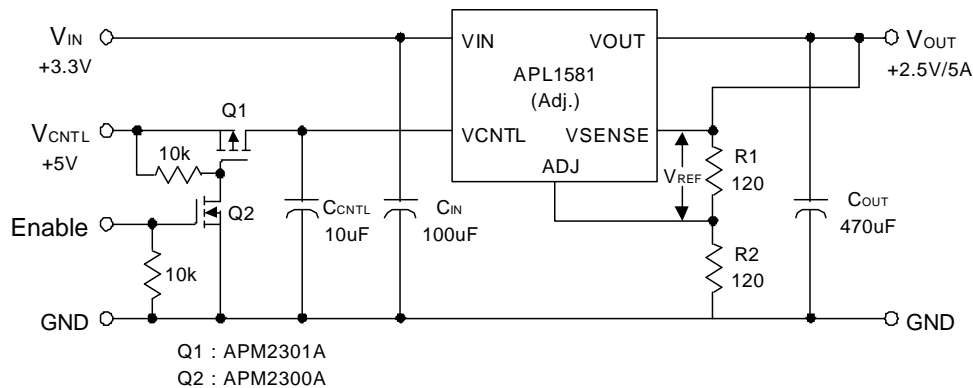 VIN
+3.3V
VIN
VOUT
APL1581
(Adj.)
VOUT
+2.5V/5A
Q1
VCNTL
+5V
VCNTL
VSENSE
ADJ
10k
VREF
R1
120
Q2
Enable
CCNTL
10uF
CIN
100uF
COUT
470uF
10k
R2
120
GND
GND
Q1 : APM2301A
Q2 : APM2300A